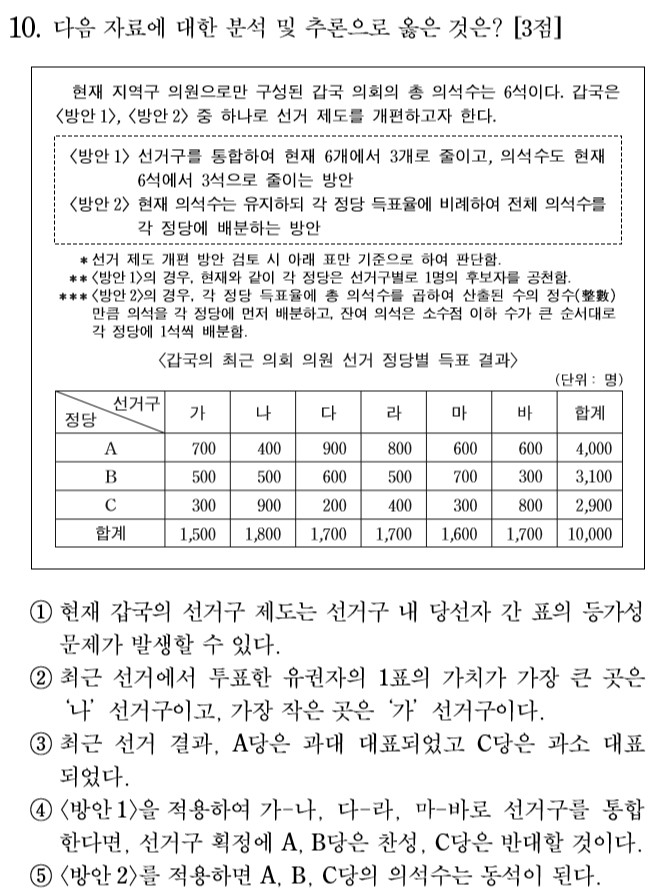 10. 다음 자료에 대한 분석 및 추론으로 옳은 것은? [3점]
현재 지역구 의원으로만 구성된 갑국 의회의 총 의석수는 6석이다. 갑국은
〈방안 1〉, 〈방안 2〉 중 하나로 선거 제도를 개편하고자 한다.
〈방안 1〉 선거구를 통합하여 현재 6개에서 3개로 줄이고, 의석수도 현재
6석에서 3석으로 줄이는 방안
〈방안 2〉 현재 의석수는 유지하되 각 정당 득표율에 비례하여 전체 의석수를
각 정당에 배분하는 방안
* 선거 제도 개편 방안 검토 시 아래 표만 기준으로 하여 판단함.
** 〈방안 1〉의 경우, 현재와 같이 각 정당은 선거구별로 1명의 후보자를 공천함.
*** 〈방안 2〉의 경우, 각 정당 득표율에 총 의석수를 곱하여 산출된 수의 정수(整數)
만큼 의석을 각 정당에 먼저 배분하고, 잔여 의석은 소수점 이하 수가 큰 순서대로
각 정당에 1석씩 배분함.
〈갑국의 최근 의회 의원 선거 정당별 득표 결과〉
(단위 : 명)
정당 선거구 가 나 다 라 마 바 합계
A 700 400 900 800 600 600 4,000
B 500 500 600 500 700 300 3,100
C 300 900 200 400 300 800 2,900
합계 1,500 1,800 1,700 1,700 1,600 1,700 10,000
① 현재 갑국의 선거구 제도는 선거구 내 당선자 간 표의 등가성
문제가 발생할 수 있다.
② 최근 선거에서 투표한 유권자의 1표의 가치가 가장 큰 곳은
‘나’ 선거구이고, 가장 작은 곳은 ‘가’ 선거구이다.
③ 최근 선거 결과, A당은 과대 대표되었고 C당은 과소 대표
되었다.
④ 〈방안 1〉을 적용하여 가-나, 다-라, 마-바로 선거구를 통합
한다면, 선거구 획정에 A, B당은 찬성, C당은 반대할 것이다.
⑤ 〈방안 2〉를 적용하면 A, B, C당의 의석수는 동석이 된다.